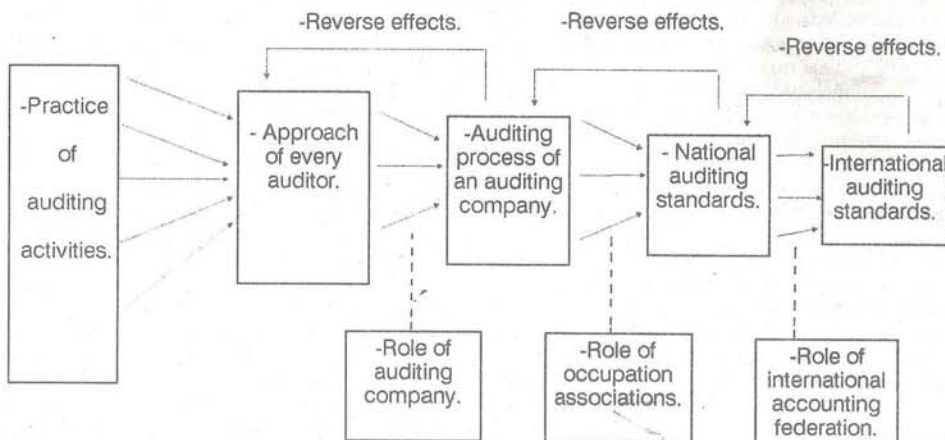 -Reverse effects.
-Reverse effects.
-Reverse effects.
-Practice
of
auditing
activities.
- Approach
of every
auditor.
-Auditing
process of
an auditing
company.
- National
auditing
standards.
-International
auditing
standards.
-Role of
auditing
company.
-Role of
occupation
associations.
-Role of
international
accounting
federation.